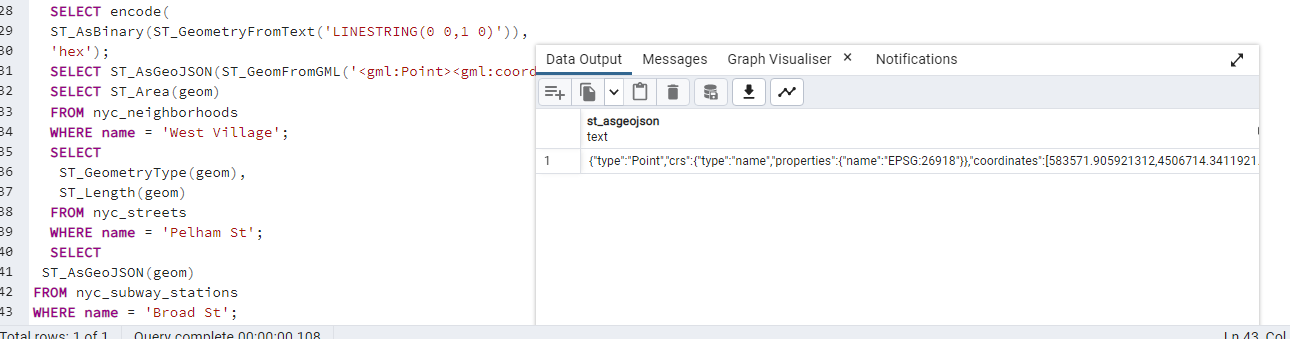 28 SELECT encode(
29 ST_AsBinary(ST_GeometryFromText('LINESTRING(0 0,1 0)')),
30 'hex');
31 SELECT ST_AsGeoJSON(ST_GeomFromGML('<gml:Point><gml:coord
32 SELECT ST_Area(geom)
33 FROM nyc_neighborhoods
34 WHERE name = 'West Village';
35 SELECT
36 ST_GeometryType(geom),
37 ST_Length(geom)
38 FROM nyc_streets
39 WHERE name = 'Pelham St';
40 SELECT
41 ST_AsGeoJSON(geom)
42 FROM nyc_subway_stations
43 WHERE name = 'Broad St';
Data Output Messages Graph Visualiser × Notifications
st_asgeojson
text
1 {"type":"Point","crs":{"type":"name","properties":{"name":"EPSG:26918"}},"coordinates":[583571.905921312,4506714.3411921
Total rows: 1 of 1 Query complete 00:00:00.108 Ln 43, Col